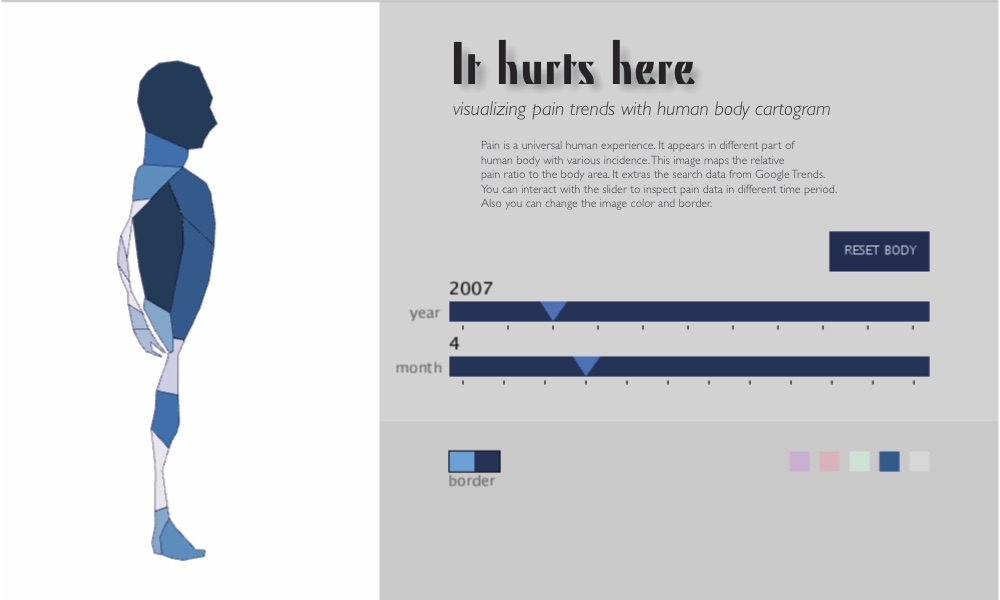 It hurts here
visualizing pain trends with human body cartogram
Pain is a universal human experience. It appears in different part of
human body with various incidence. This image maps the relative
pain ratio to the body area. It extras the search data from Google Trends.
You can interact with the slider to inspect pain data in different time period.
Also you can change the image color and border.
RESET BODY
2007
year
4
month
border